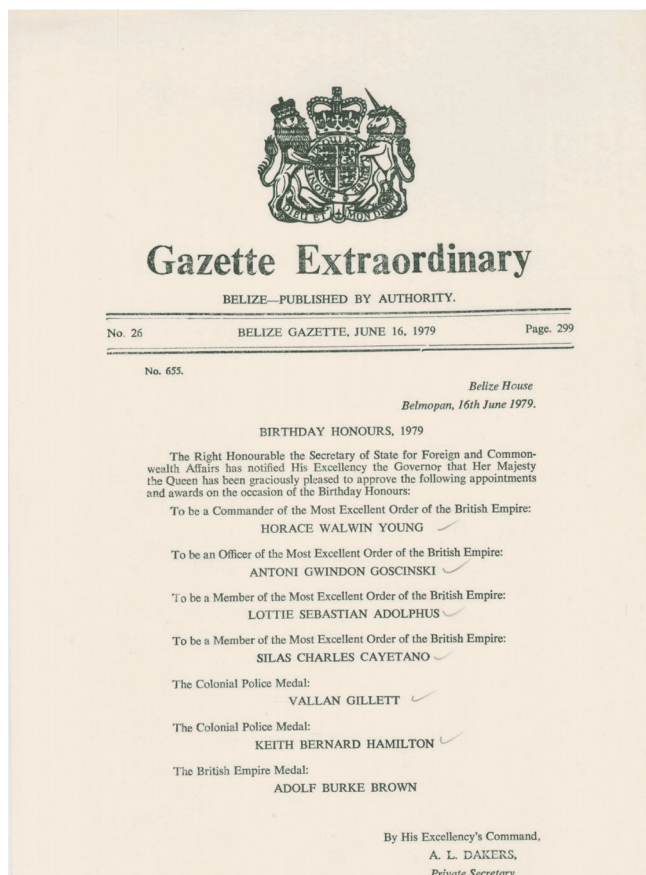 DIEU ET MON DROIT
Gazette Extraordinary
BELIZE—PUBLISHED BY AUTHORITY.
No. 26 BELIZE GAZETTE, JUNE 16, 1979 Page. 299
No. 655.
Belize House
Belmopan, 16th June 1979.
BIRTHDAY HONOURS, 1979
The Right Honourable the Secretary of State for Foreign and Common-
wealth Affairs has notified His Excellency the Governor that Her Majesty
the Queen has been graciously pleased to approve the following appointments
and awards on the occasion of the Birthday Honours:
To be a Commander of the Most Excellent Order of the British Empire:
HORACE WALWIN YOUNG
To be an Officer of the Most Excellent Order of the British Empire:
ANTONI GWINDON GOSCINSKI
To be a Member of the Most Excellent Order of the British Empire:
LOTTIE SEBASTIAN ADOLPHUS
To be a Member of the Most Excellent Order of the British Empire:
SILAS CHARLES CAYETANO
The Colonial Police Medal:
VALLAN GILLETT
The Colonial Police Medal:
KEITH BERNARD HAMILTON
The British Empire Medal:
ADOLF BURKE BROWN
By His Excellency's Command,
A. L. DAKERS,
Private Secretary